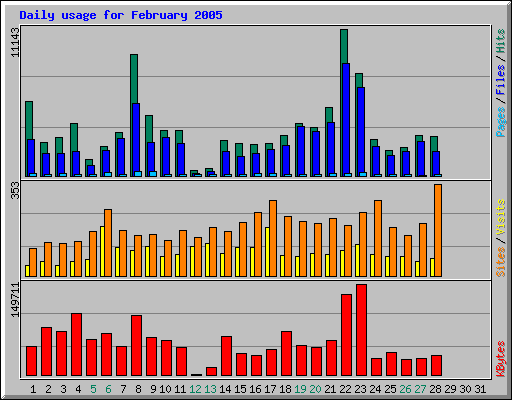 Daily usage for February 2005
11143
Pages / Files / Hits
353
Sites / Visits
149711
KBytes
1 2 3 4 5 6 7 8 9 10 11 12 13 14 15 16 17 18 19 20 21 22 23 24 25 26 27 28 29 30 31